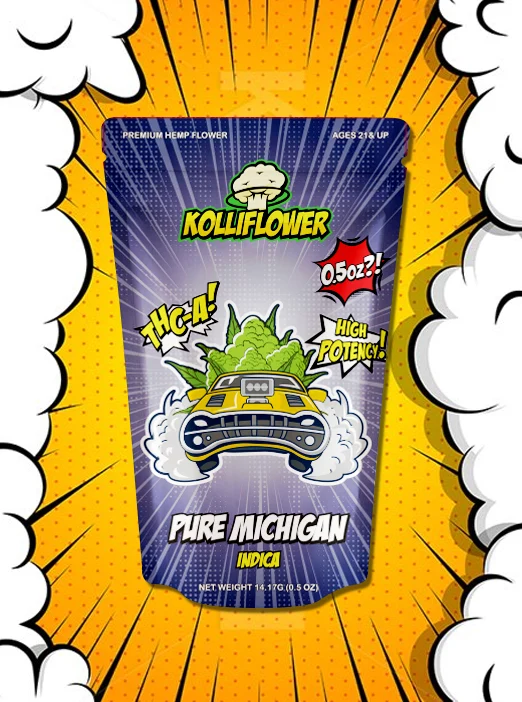 PREMIUM HEMP FLOWER
AGES 21& UP
KOLLIFLOWER
0.5oz?!
THC-A!
HIGH
POTENCY!
PURE MICHIGAN
INDICA
NET WEIGHT 14.17G (0.5 OZ)